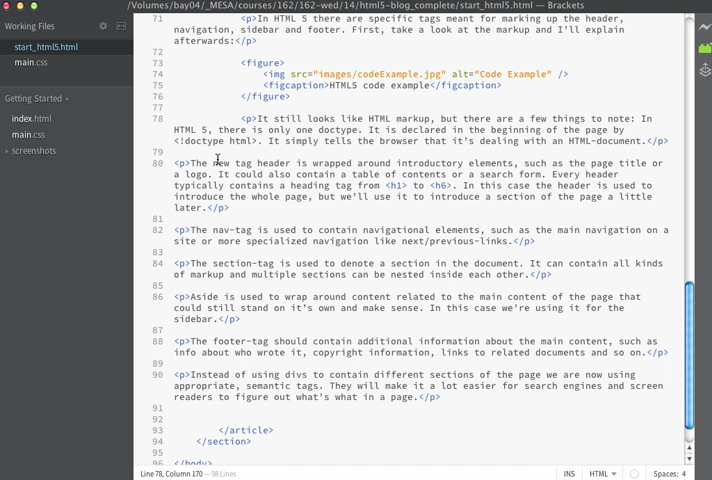 /Volumes/bay04/_MESA/courses/162/162-wed/14/html5-blog_complete/start_html5.html — Brackets
Working Files
start_html5.html
main.css
Getting Started
index.html
main.css
screenshots
71 <p>In HTML 5 there are specific tags meant for marking up the header,
navigation, sidebar and footer. First, take a look at the markup and I'll explain
afterwards:</p>
72
73 <figure>
74 <img src="images/codeExample.jpg" alt="Code Example" />
75 <figcaption>HTML5 code example</figcaption>
76 </figure>
77
78 <p>It still looks like HTML markup, but there are a few things to note: In
HTML 5, there is only one doctype. It is declared in the beginning of the page by
<!doctype html>. It simply tells the browser that it's dealing with an HTML-document.</p>
79
80 <p>The new tag header is wrapped around introductory elements, such as the page title or
a logo. It could also contain a table of contents or a search form. Every header
typically contains a heading tag from <h1> to <h6>. In this case the header is used to
introduce the whole page, but we'll use it to introduce a section of the page a little
later.</p>
81
82 <p>The nav-tag is used to contain navigational elements, such as the main navigation on a
site or more specialized navigation like next/previous-links.</p>
83
84 <p>The section-tag is used to denote a section in the document. It can contain all kinds
of markup and multiple sections can be nested inside each other.</p>
85
86 <p>Aside is used to wrap around content related to the main content of the page that
could still stand on it's own and make sense. In this case we're using it for the
sidebar.</p>
87
88 <p>The footer-tag should contain additional information about the main content, such as
info about who wrote it, copyright information, links to related documents and so on.</p>
89
90 <p>Instead of using divs to contain different sections of the page we are now using
appropriate, semantic tags. They will make it a lot easier for search engines and screen
readers to figure out what's what in a page.</p>
91
92
93 </article>
94 </section>
95
96 </body>
Line 78, Column 170 — 98 Lines
INS
HTML
Spaces: 4